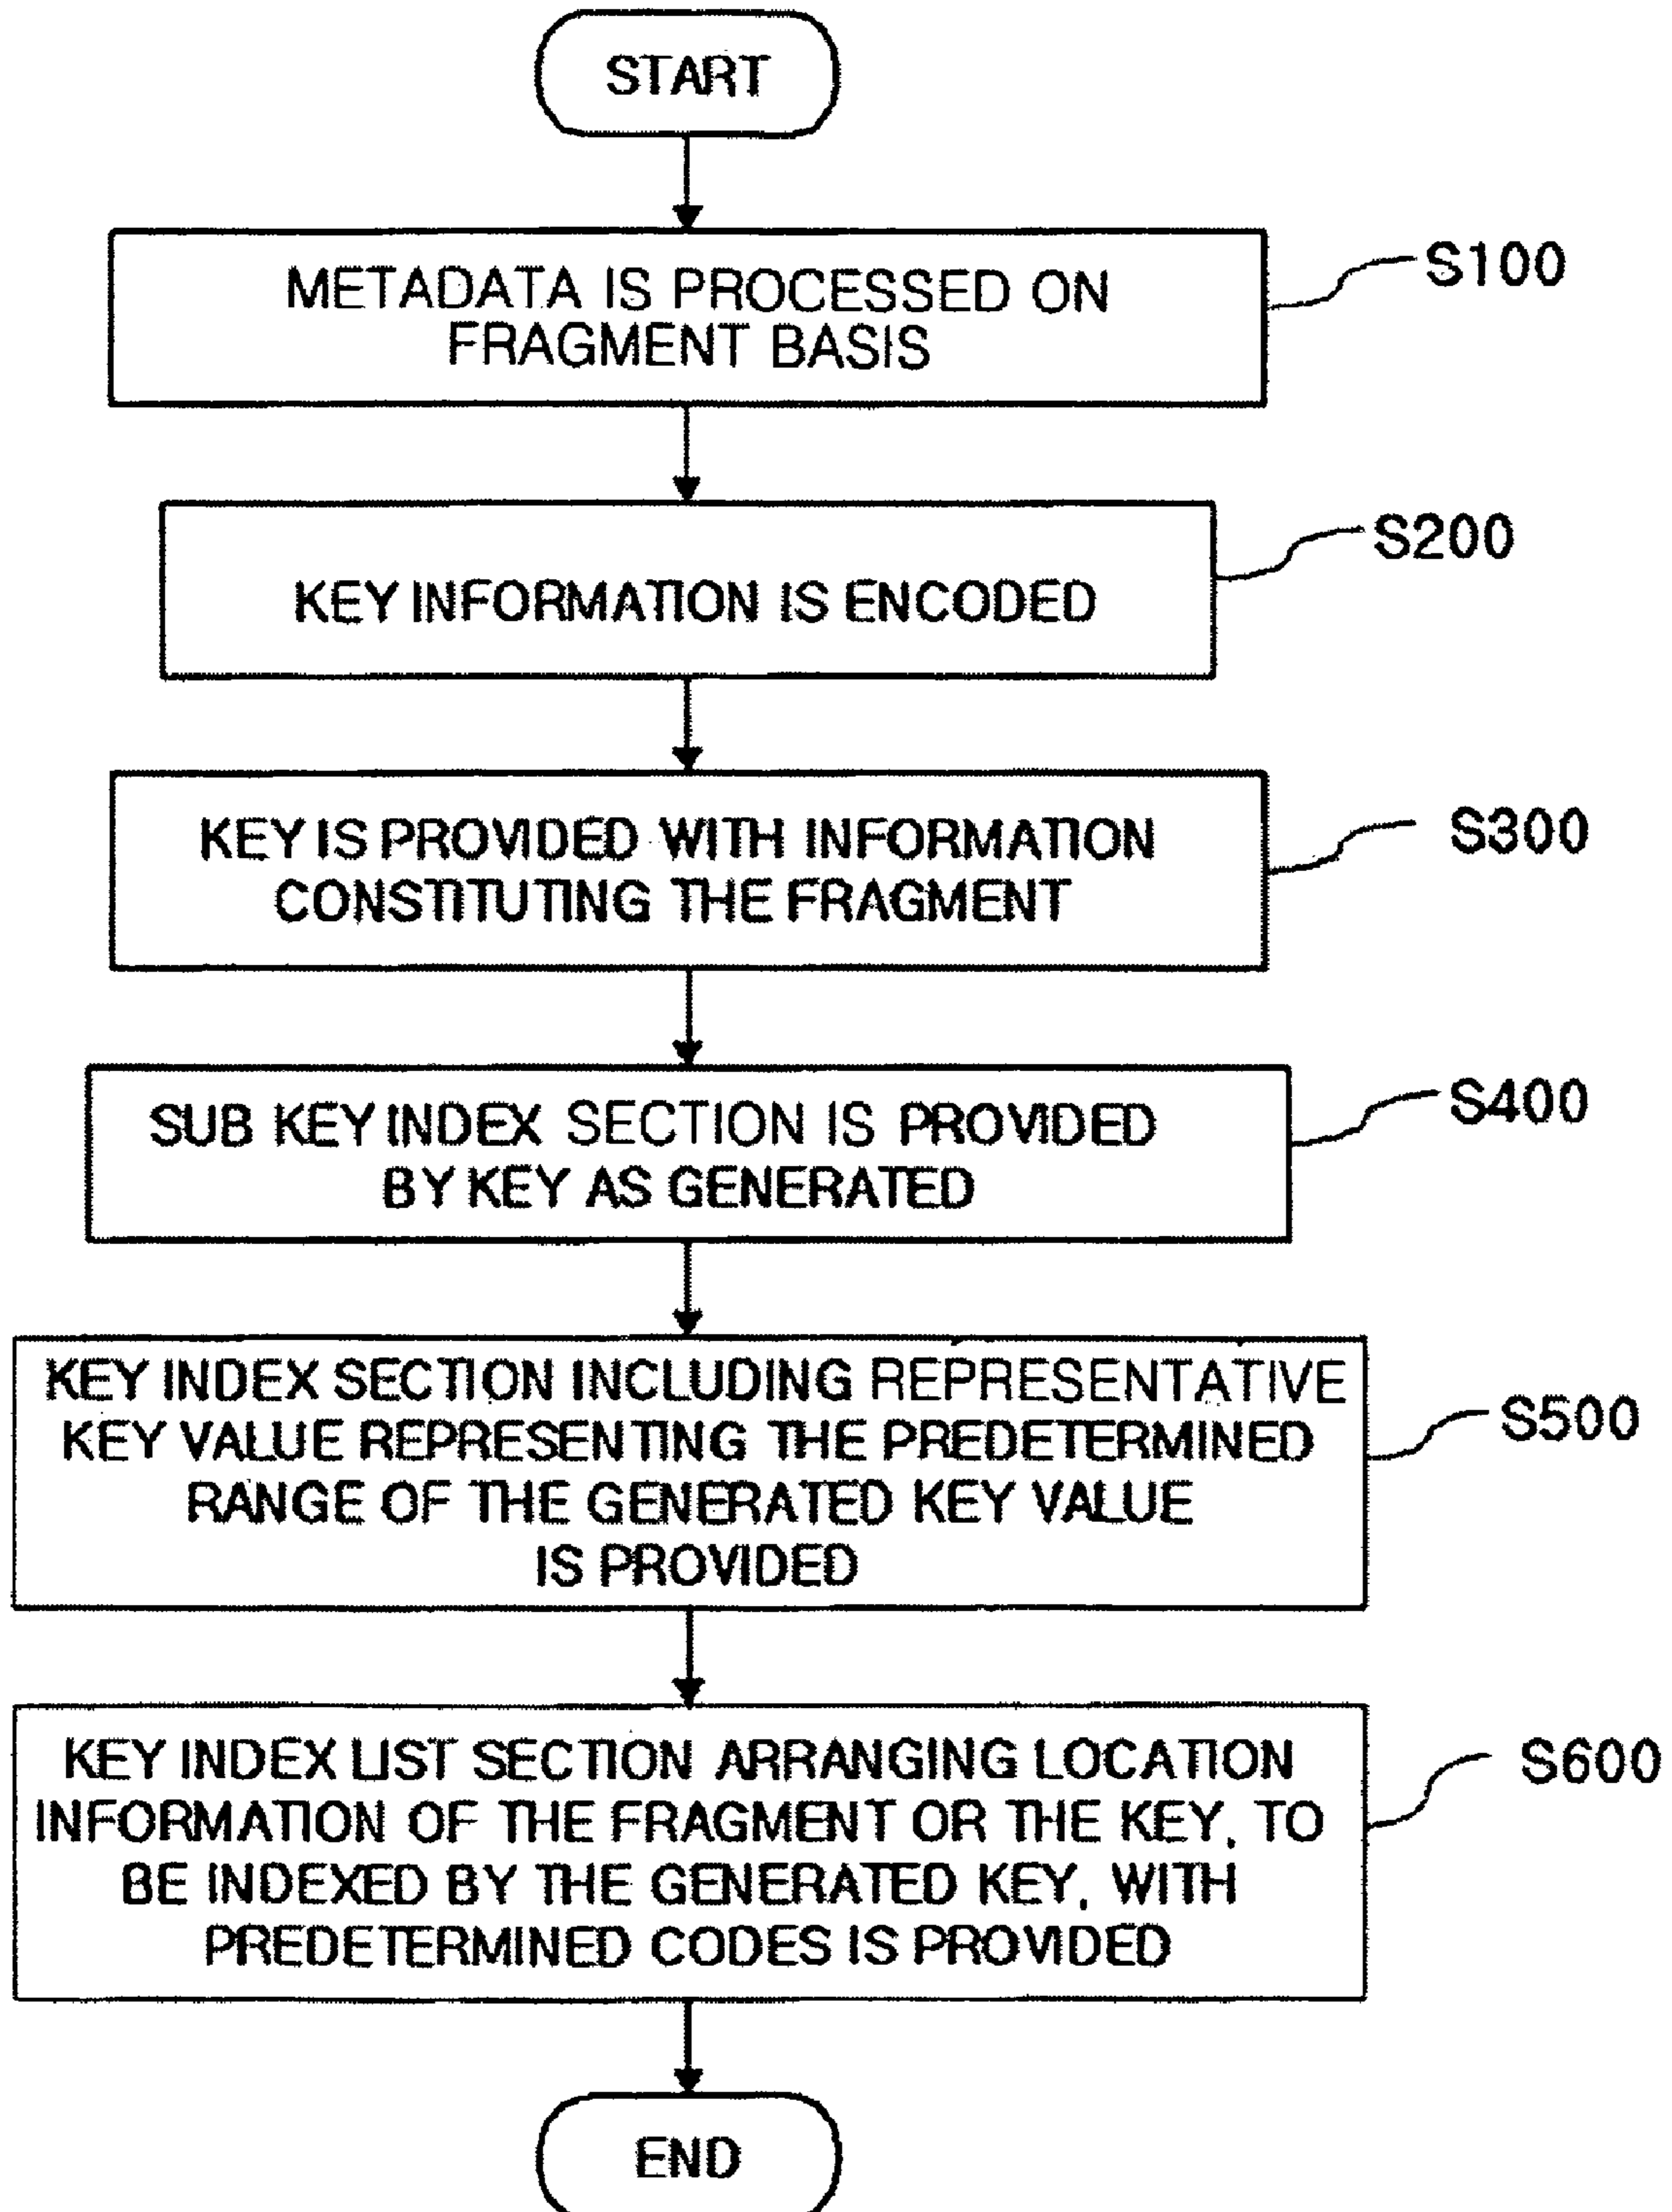 START
METADATA IS PROCESSED ON
FRAGMENT BASIS
S100
KEY INFORMATION IS ENCODED
S200
KEY IS PROVIDED WITH INFORMATION
CONSTITUTING THE FRAGMENT
S300
SUB KEY INDEX SECTION IS PROVIDED
BY KEY AS GENERATED
S400
KEY INDEX SECTION INCLUDING REPRESENTATIVE
KEY VALUE REPRESENTING THE PREDETERMINED
RANGE OF THE GENERATED KEY VALUE
IS PROVIDED
S500
KEY INDEX LIST SECTION ARRANGING LOCATION
INFORMATION OF THE FRAGMENT OR THE KEY, TO
BE INDEXED BY THE GENERATED KEY, WITH
PREDETERMINED CODES IS PROVIDED
S600
END